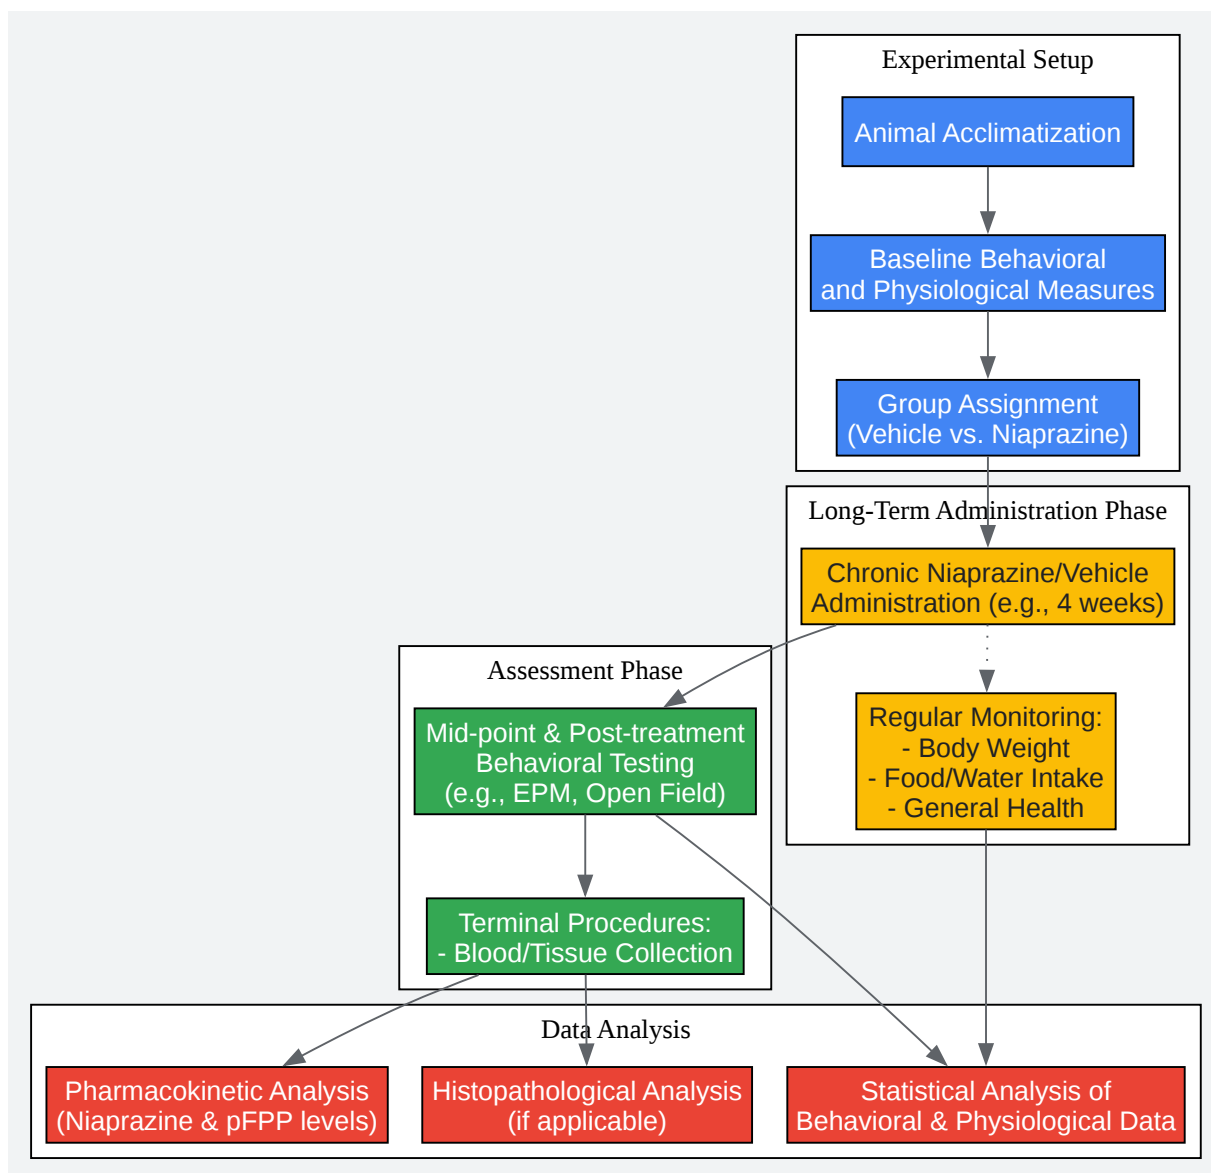 Experimental Setup
Animal Acclimatization
Baseline Behavioral
and Physiological Measures
Group Assignment
(Vehicle vs. Niaprazine)
Long-Term Administration Phase
Chronic Niaprazine/Vehicle
Administration (e.g., 4 weeks)
Regular Monitoring:
- Body Weight
- Food/Water Intake
- General Health
Assessment Phase
Mid-point & Post-treatment
Behavioral Testing
(e.g., EPM, Open Field)
Terminal Procedures:
- Blood/Tissue Collection
Data Analysis
Pharmacokinetic Analysis
(Niaprazine & pFPP levels)
Histopathological Analysis
(if applicable)
Statistical Analysis of
Behavioral & Physiological Data